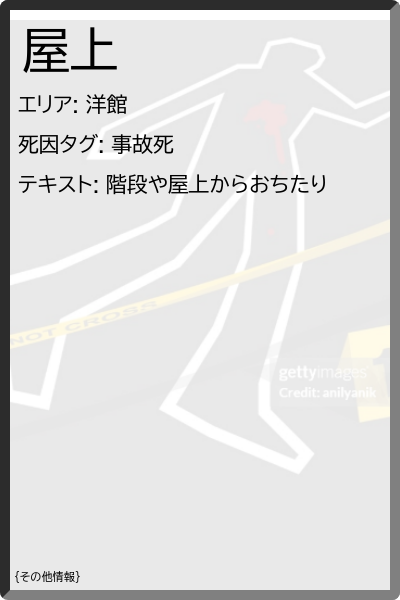 屋上
エリア: 洋館
死因タグ: 事故死
テキスト: 階段や屋上からおちたり
NOT CROSS
gettyimages
Credit: anilyanik
{その他情報}